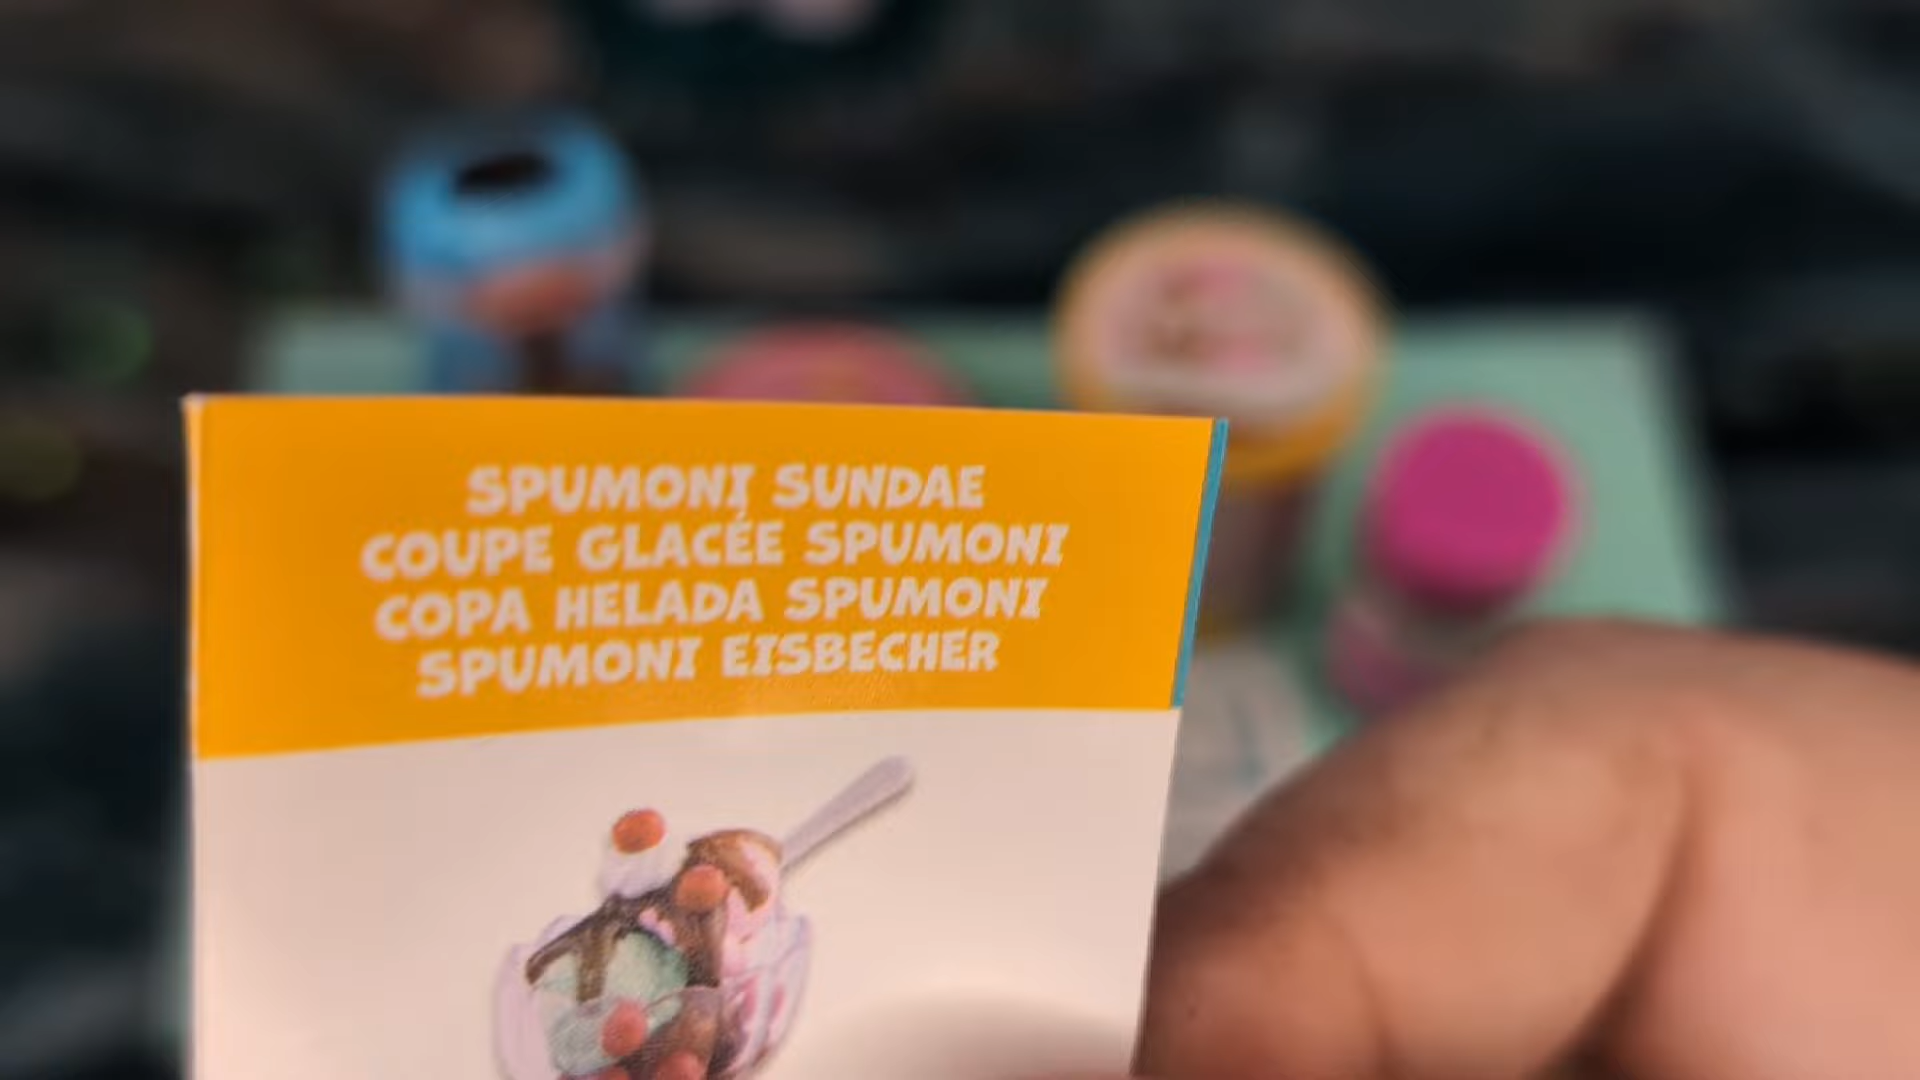 SPUMONI SUNDAE
COUPE GLACÉE SPUMONI
COPA HELADA SPUMONI
SPUMONI EISBECHER